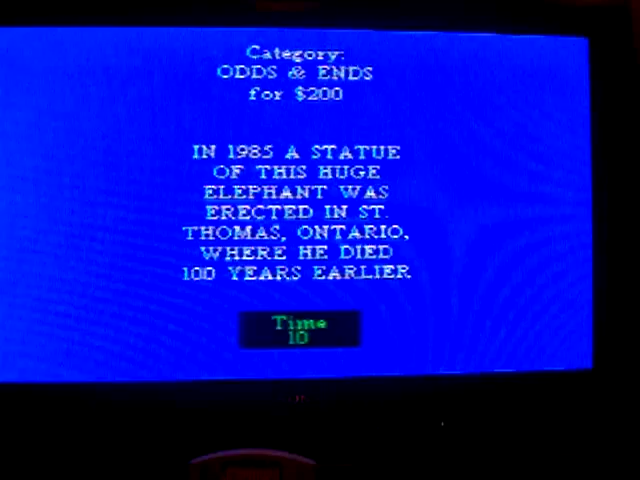 Category:
ODDS & ENDS
for $200
IN 1985 A STATUE
OF THIS HUGE
ELEPHANT WAS
ERECTED IN ST.
THOMAS, ONTARIO,
WHERE HE DIED
100 YEARS EARLIER
Time
10